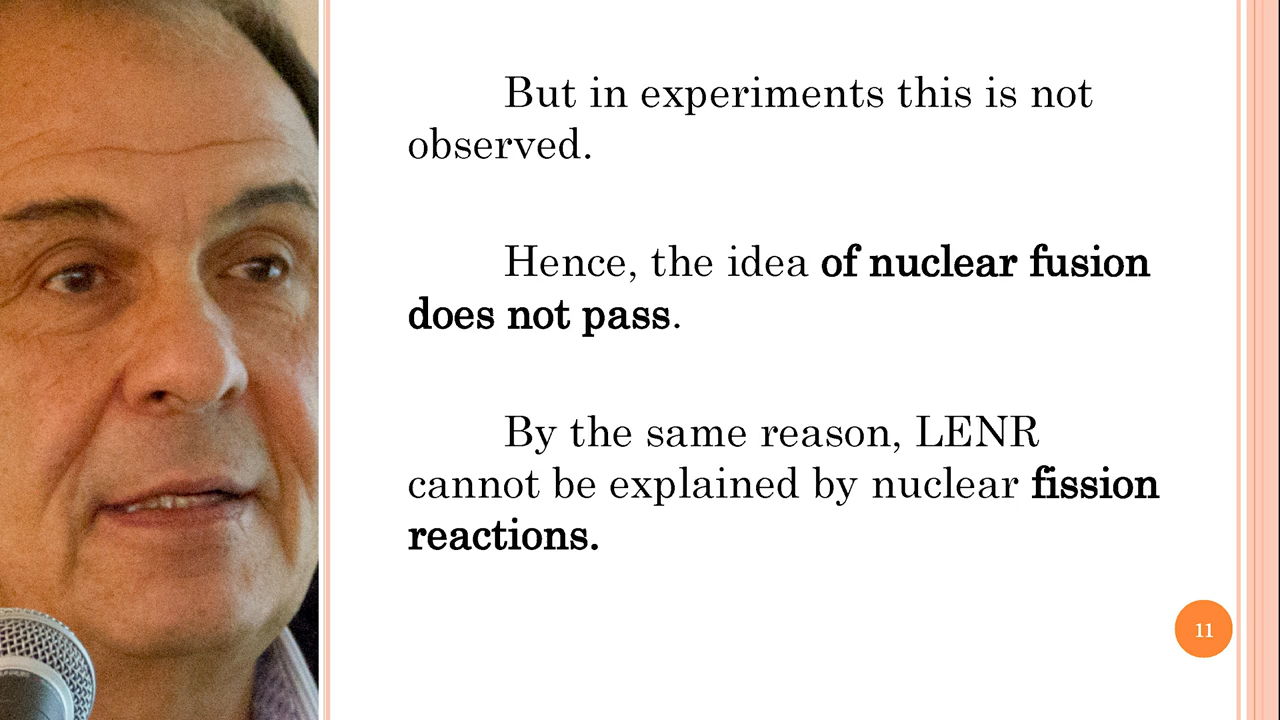 But in experiments this is not
observed.
Hence, the idea of nuclear fusion
does not pass.
By the same reason, LENR
cannot be explained by nuclear fission
reactions.
11